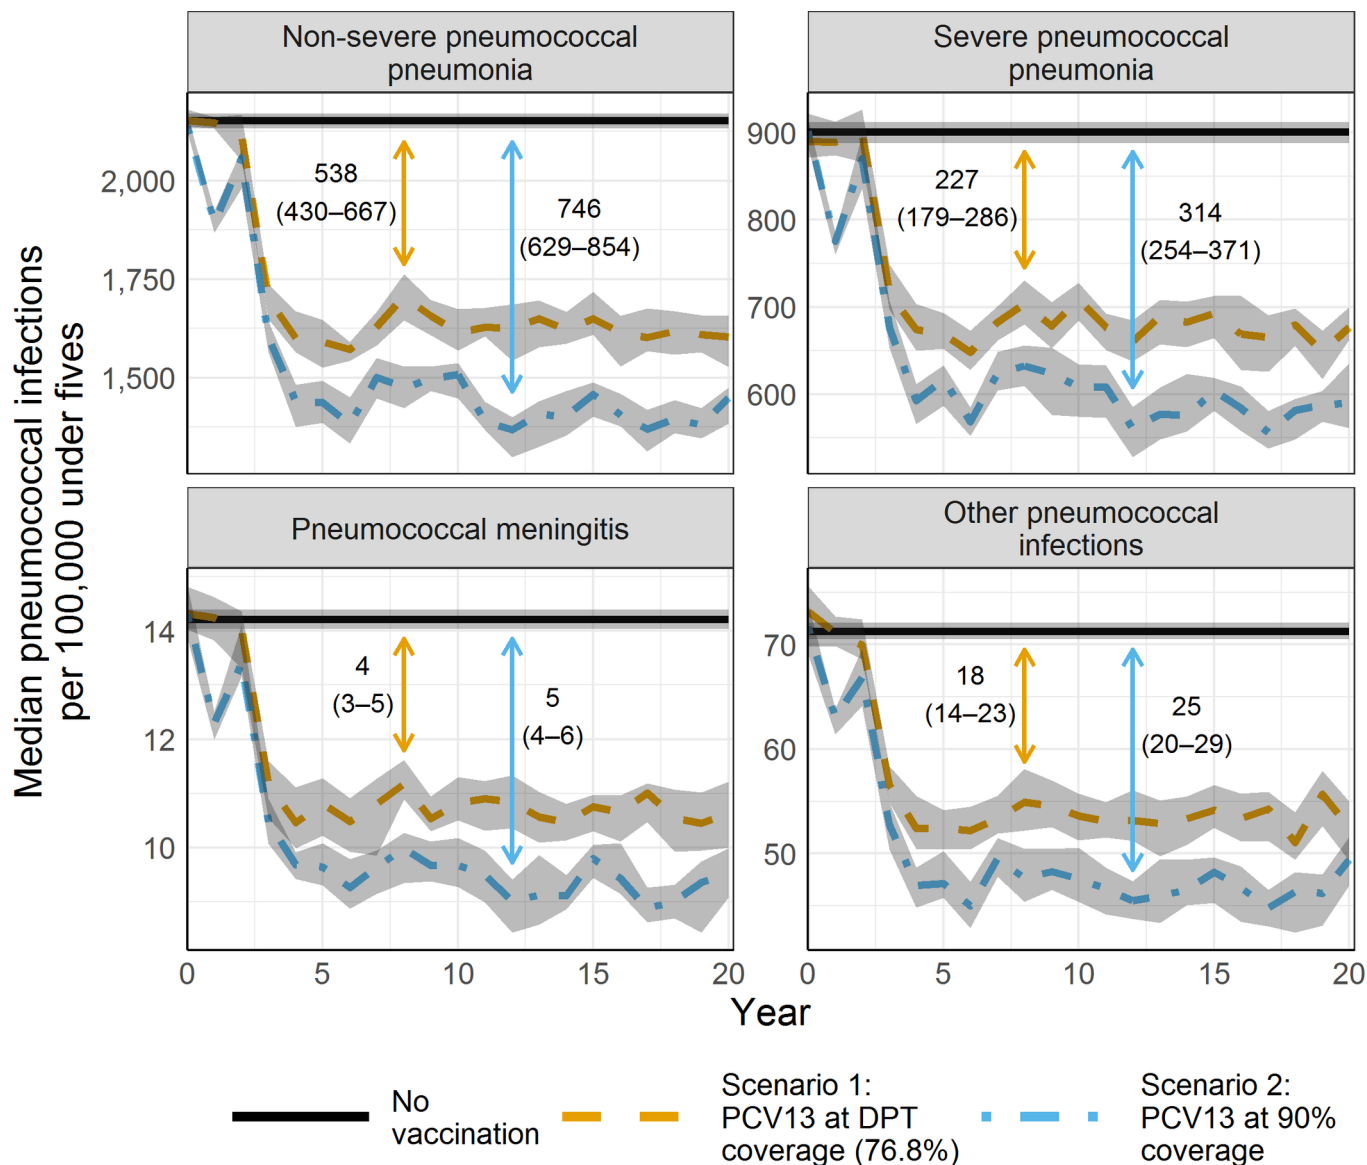 Non-severe pneumococcal
pneumonia
Severe pneumococcal
pneumonia
Median pneumococcal infections
per 100,000 under fives
2,000
1,750
1,500
538
(430–667)
746
(629–854)
900
800
700
600
227
(179–286)
314
(254–371)
Pneumococcal meningitis
Other pneumococcal
infections
14
12
10
4
(3–5)
5
(4–6)
70
60
50
18
(14–23)
25
(20–29)
0 5 10 15 20
0 5 10 15 20
Year
No
vaccination
Scenario 1:
PCV13 at DPT
coverage (76.8%)
Scenario 2:
PCV13 at 90%
coverage